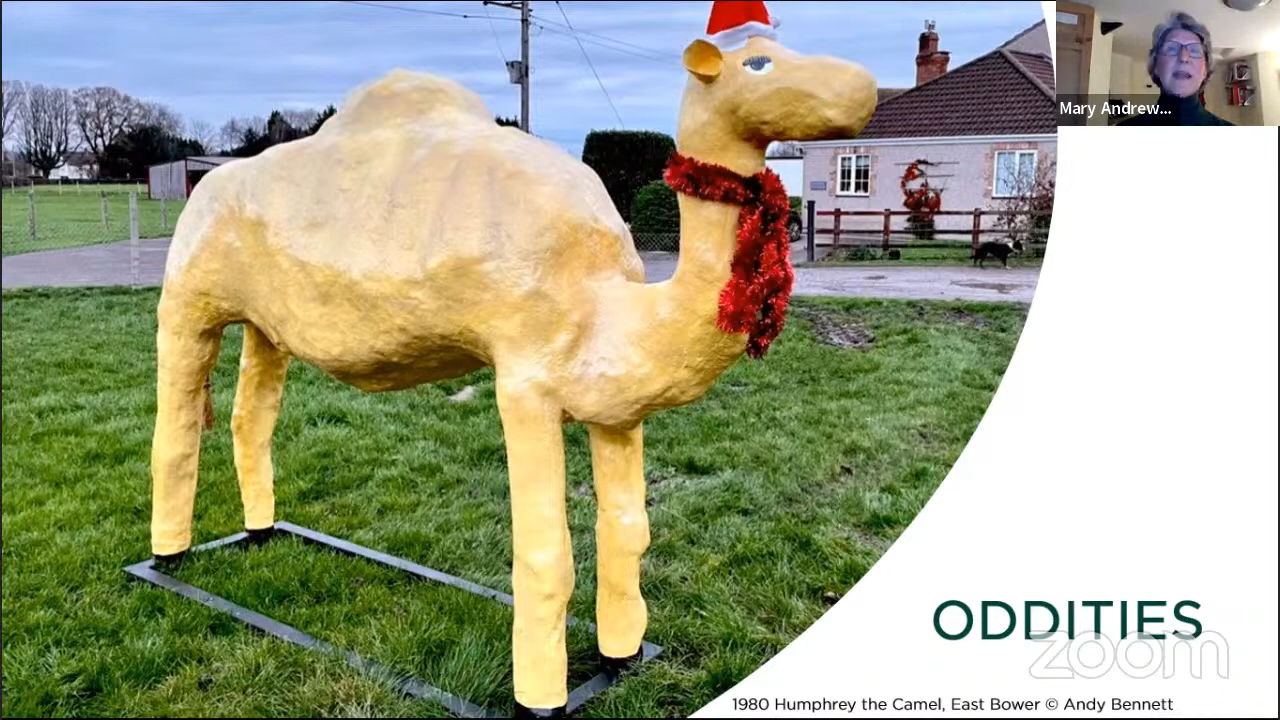 Mary Andrew...
ODDITIES
zoom
1980 Humphrey the Camel, East Bower © Andy Bennett